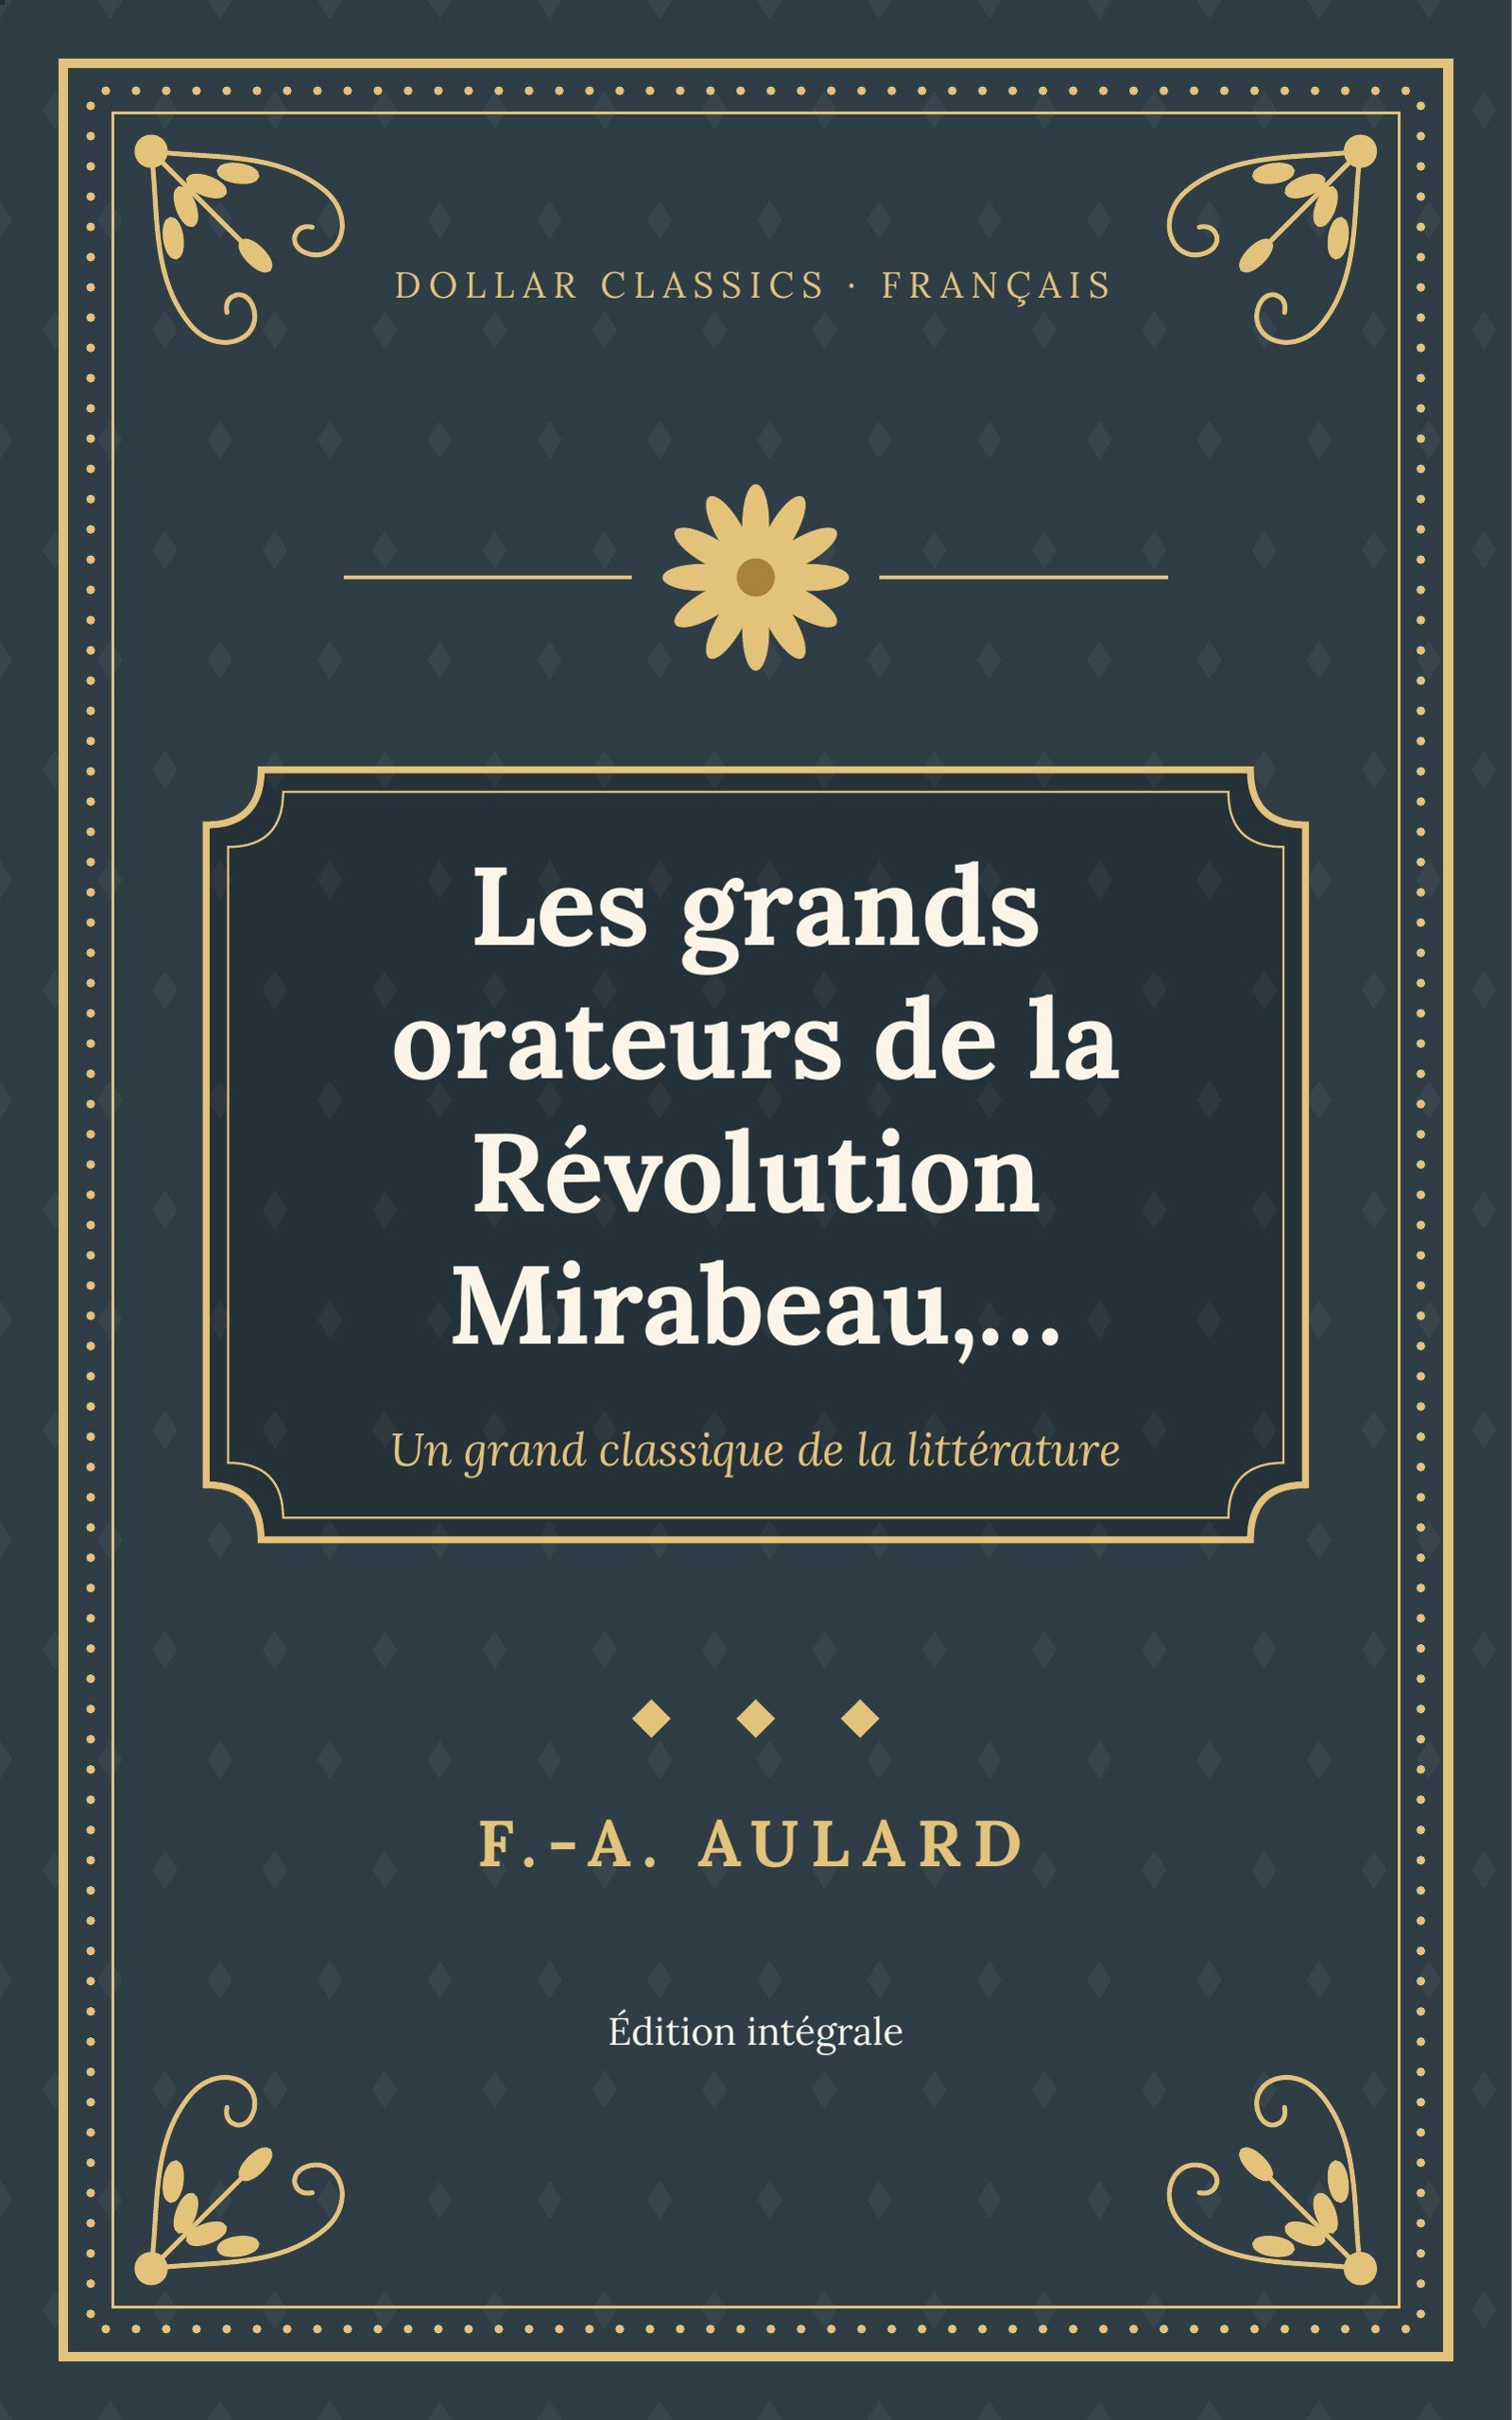 DOLLAR CLASSICS · FRANÇAIS
Les grands
orateurs de la
Révolution
Mirabeau,...
Un grand classique de la littérature
F.-A. AULARD
Édition intégrale